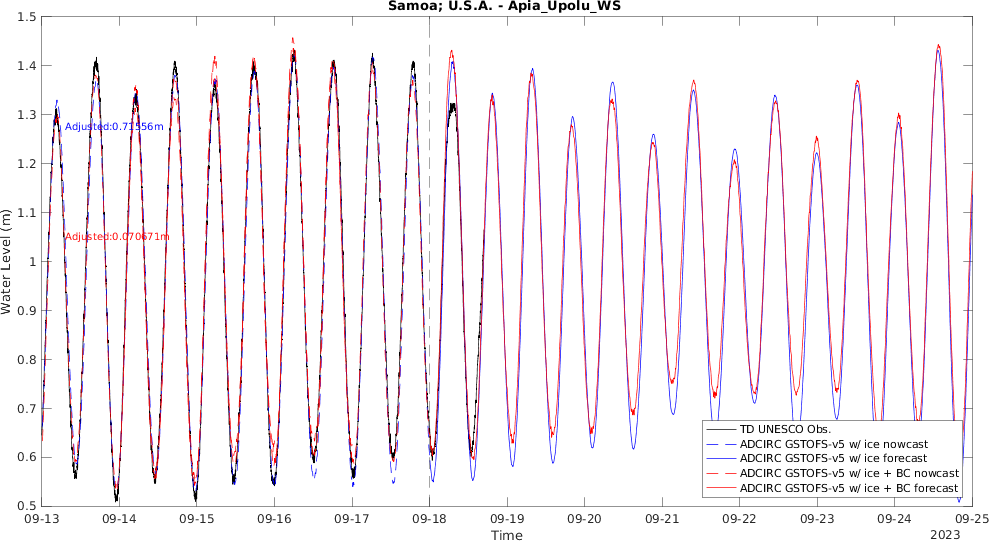 Samoa; U.S.A. - Apia_Upolu_WS
Water Level (m)
1.5
1.4
1.3
1.2
1.1
1
0.9
0.8
0.7
0.6
0.5
Adjusted:0.71556m
Adjusted:0.070671m
TD UNESCO Obs.
ADCIRC GSTOFS-v5 w/ ice nowcast
ADCIRC GSTOFS-v5 w/ ice forecast
ADCIRC GSTOFS-v5 w/ ice + BC nowcast
ADCIRC GSTOFS-v5 w/ ice + BC forecast
09-13 09-14 09-15 09-16 09-17 09-18 09-19 09-20 09-21 09-22 09-23 09-24 09-25
Time
2023